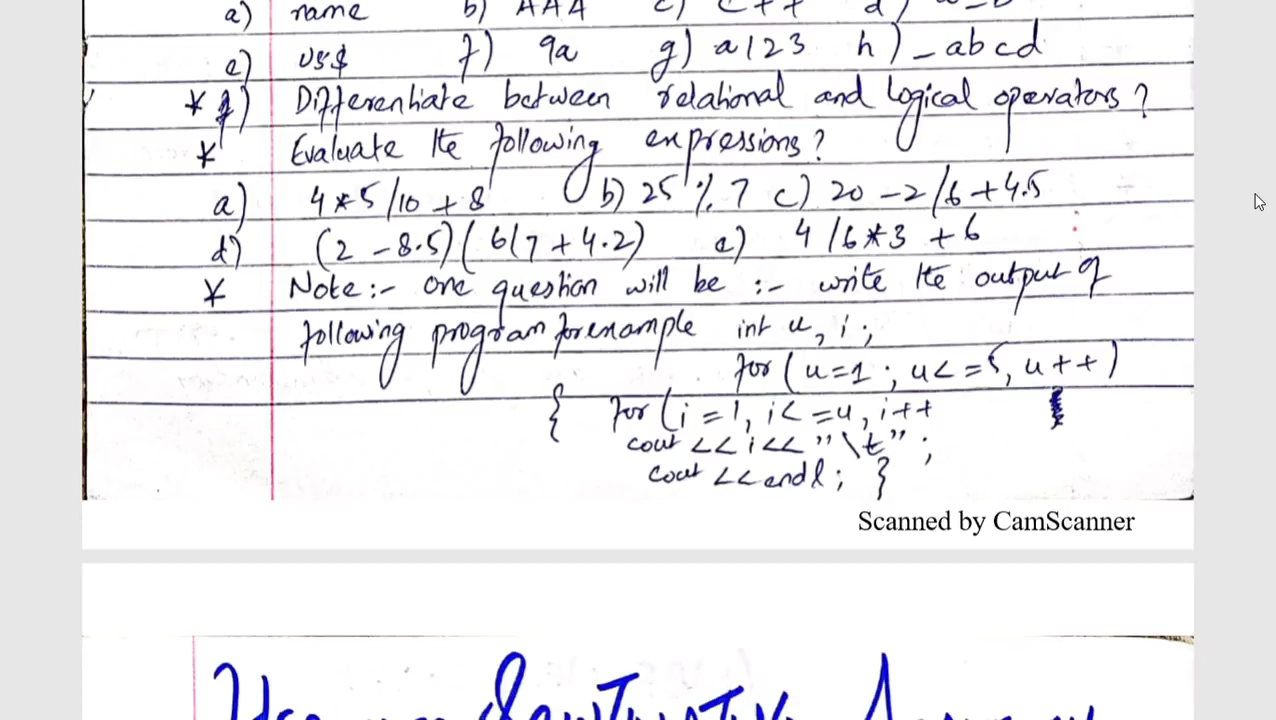 a) name b) AAA c) C++ d)
e) us$ f) 9a g) a123 h) _abcd
* f) Differentiate between relational and logical operators?
* Evaluate the following expressions?
a) 4*5/10 + 8 b) 25 % 7 c) 20 - 2/6 + 4.5
d) (2 - 8.5)(6(7 + 4.2) e) 4/6*3 + 6
* Note:- one question will be :- write the output of
following program for example int u, i;
for (u=1; u<=5, u++)
{ for (i=1, i<=u, i++
cout << i << "\t";
cout << endl; }
Scanned by CamScanner